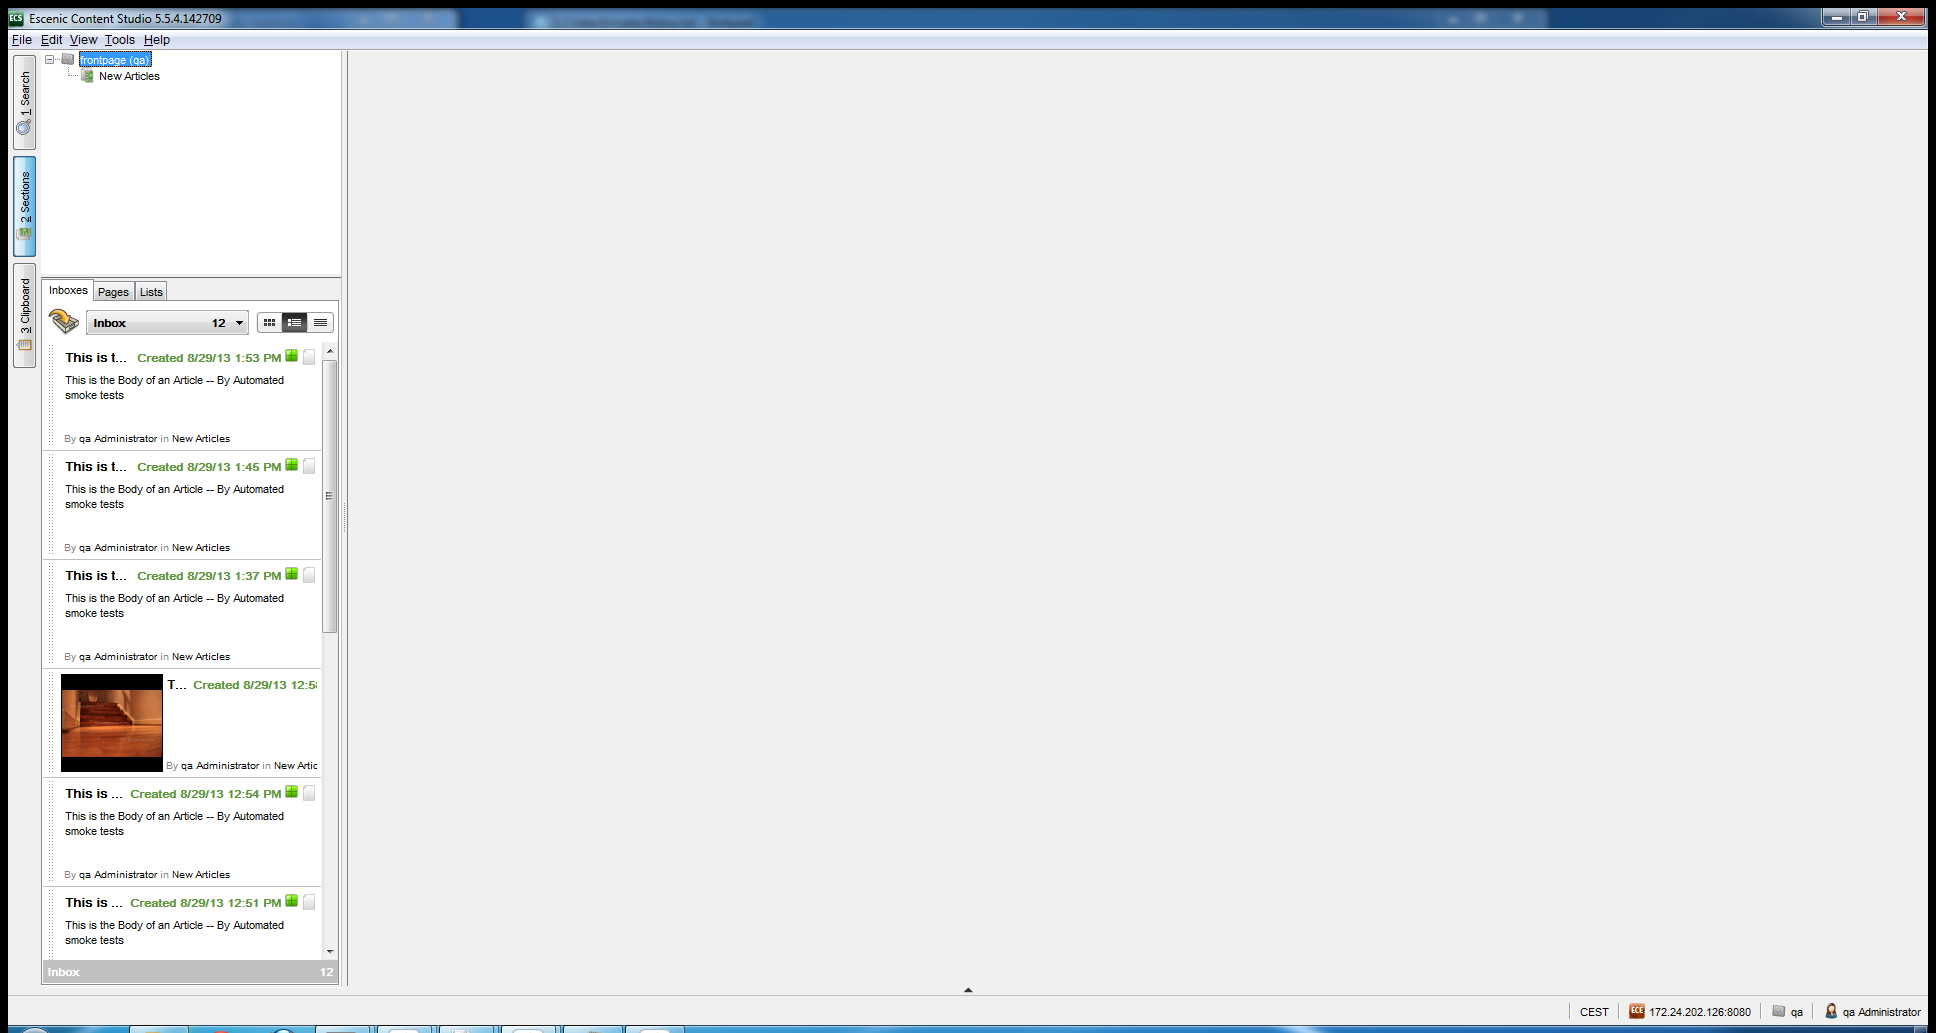 ECS Escenic Content Studio 5.5.4.142709
File Edit View Tools Help
1 Search
2 Sections
3 Clipboard
frontpage (qa)
New Articles
Inboxes Pages Lists
Inbox 12
This is t... Created 8/29/13 1:53 PM
This is the Body of an Article -- By Automated
smoke tests
By qa Administrator in New Articles
This is t... Created 8/29/13 1:45 PM
This is the Body of an Article -- By Automated
smoke tests
By qa Administrator in New Articles
This is t... Created 8/29/13 1:37 PM
This is the Body of an Article -- By Automated
smoke tests
By qa Administrator in New Articles
T... Created 8/29/13 12:5
By qa Administrator in New Artic
This is ... Created 8/29/13 12:54 PM
This is the Body of an Article -- By Automated
smoke tests
By qa Administrator in New Articles
This is ... Created 8/29/13 12:51 PM
This is the Body of an Article -- By Automated
smoke tests
Inbox 12
CEST ECE 172.24.202.126:8080 qa qa Administrator